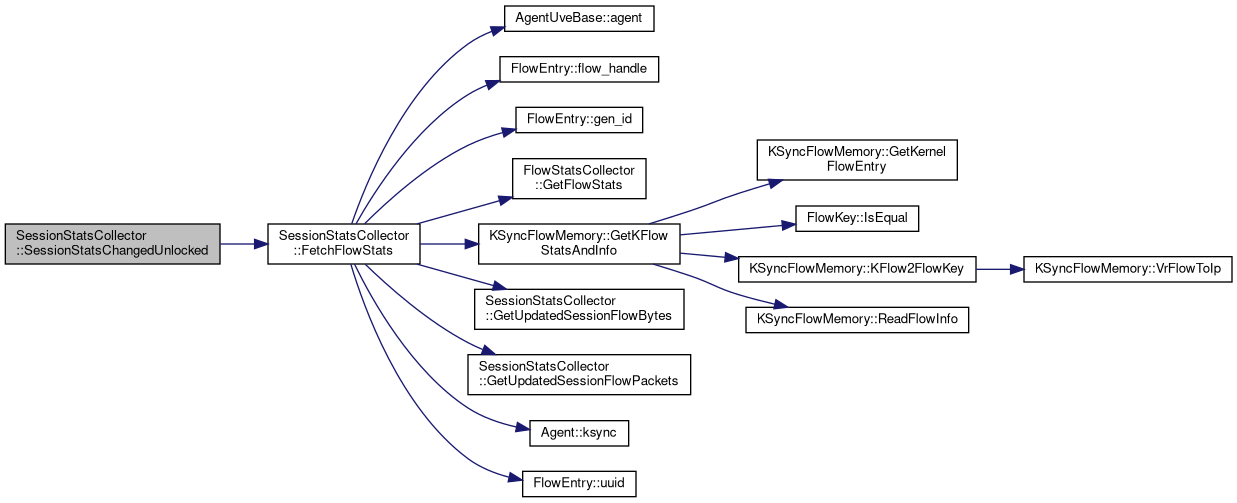 SessionStatsCollector
::SessionStatsChangedUnlocked
SessionStatsCollector
::FetchFlowStats
AgentUveBase::agent
FlowEntry::flow_handle
FlowEntry::gen_id
FlowStatsCollector
::GetFlowStats
KSyncFlowMemory::GetKFlow
StatsAndInfo
SessionStatsCollector
::GetUpdatedSessionFlowBytes
SessionStatsCollector
::GetUpdatedSessionFlowPackets
Agent::ksync
FlowEntry::uuid
KSyncFlowMemory::GetKernel
FlowEntry
FlowKey::IsEqual
KSyncFlowMemory::KFlow2FlowKey
KSyncFlowMemory::ReadFlowInfo
KSyncFlowMemory::VrFlowToIp